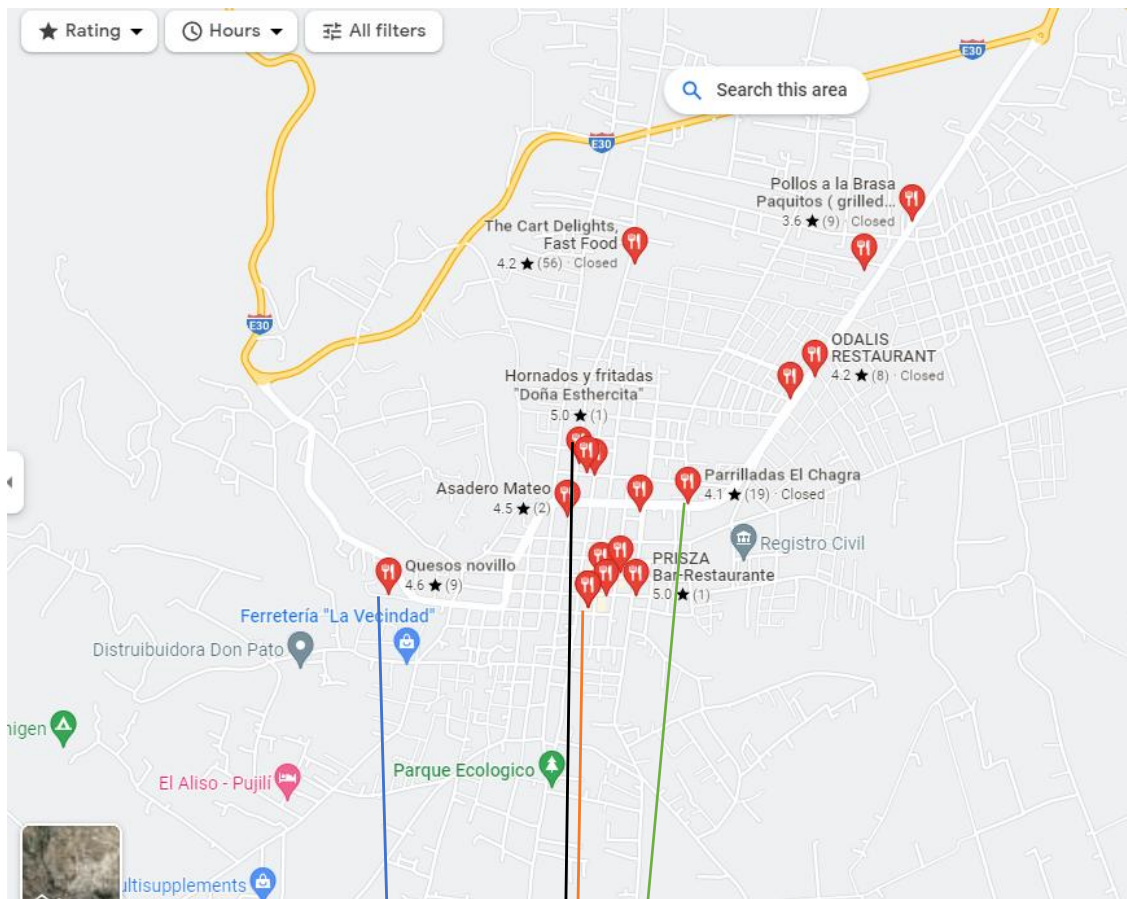 Rating
Hours
All filters
E30
Search this area
E30
Pollos a la Brasa
Paquitos ( grilled...
3.6 ★ (9) · Closed
The Cart Delights,
Fast Food
4.2 ★ (56) · Closed
E30
ODALIS
RESTAURANT
4.2 ★ (8) · Closed
Hornados y fritadas
"Doña Esthercita"
5.0 ★ (1)
Asadero Mateo
4.5 ★ (2)
Parrilladas El Chagra
4.1 ★ (19) · Closed
Registro Civil
PRISZA
Bar-Restaurante
5.0 ★ (1)
Quesos novillo
4.6 ★ (9)
Ferretería "La Vecindad"
Distruibuidora Don Pato
nigen
Parque Ecologico
El Aliso - Pujilí
ultisupplements